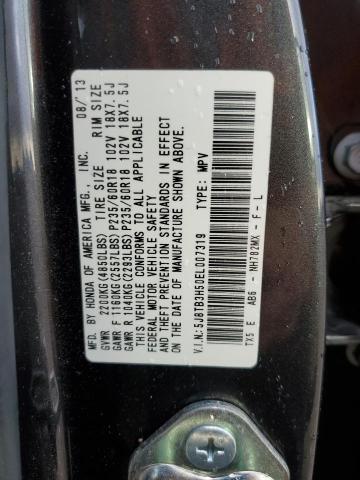 MFD. BY HONDA OF AMERICA MFG., INC. 08/'13
GVWR 2200KG(4850LBS) TIRE SIZE RIM SIZE
GAWR F 1160KG(2557LBS) P235/60R18 102V 18X7.5J
GAWR R 1040KG(2293LBS) P235/60R18 102V 18X7.5J
THIS VEHICLE CONFORMS TO ALL APPLICABLE
FEDERAL MOTOR VEHICLE SAFETY
AND THEFT PREVENTION STANDARDS IN EFFECT
ON THE DATE OF MANUFACTURE SHOWN ABOVE.
V.I.N: 5J8TB3H50EL007319 TYPE: MPV
TX5 E AB6 - NH782MX - F E - L